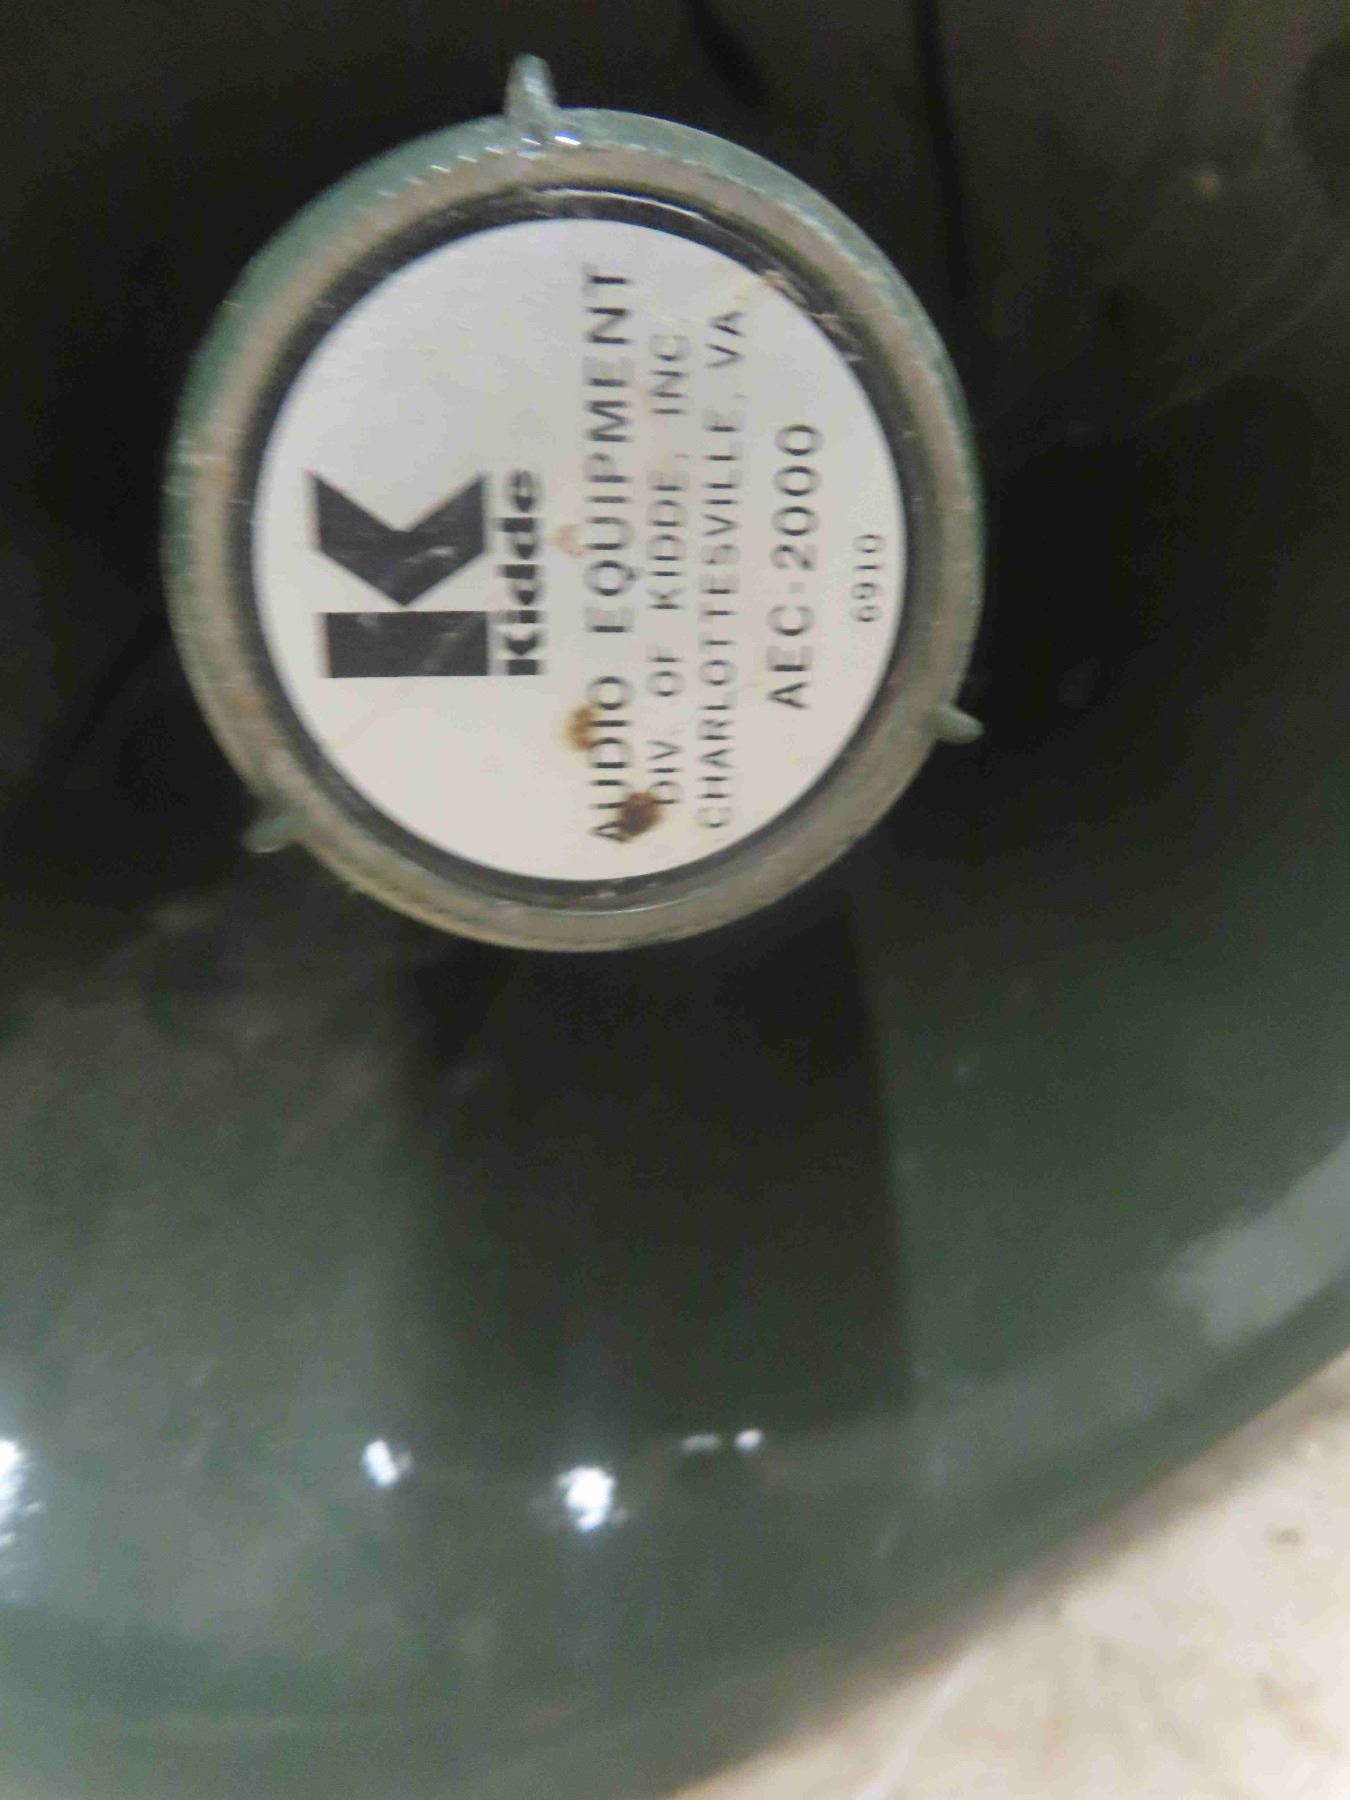 K
Kidde
AUDIO EQUIPMENT
DIV. OF KIDDE, INC.
CHARLOTTESVILLE, VA.
AEC-2000
6910